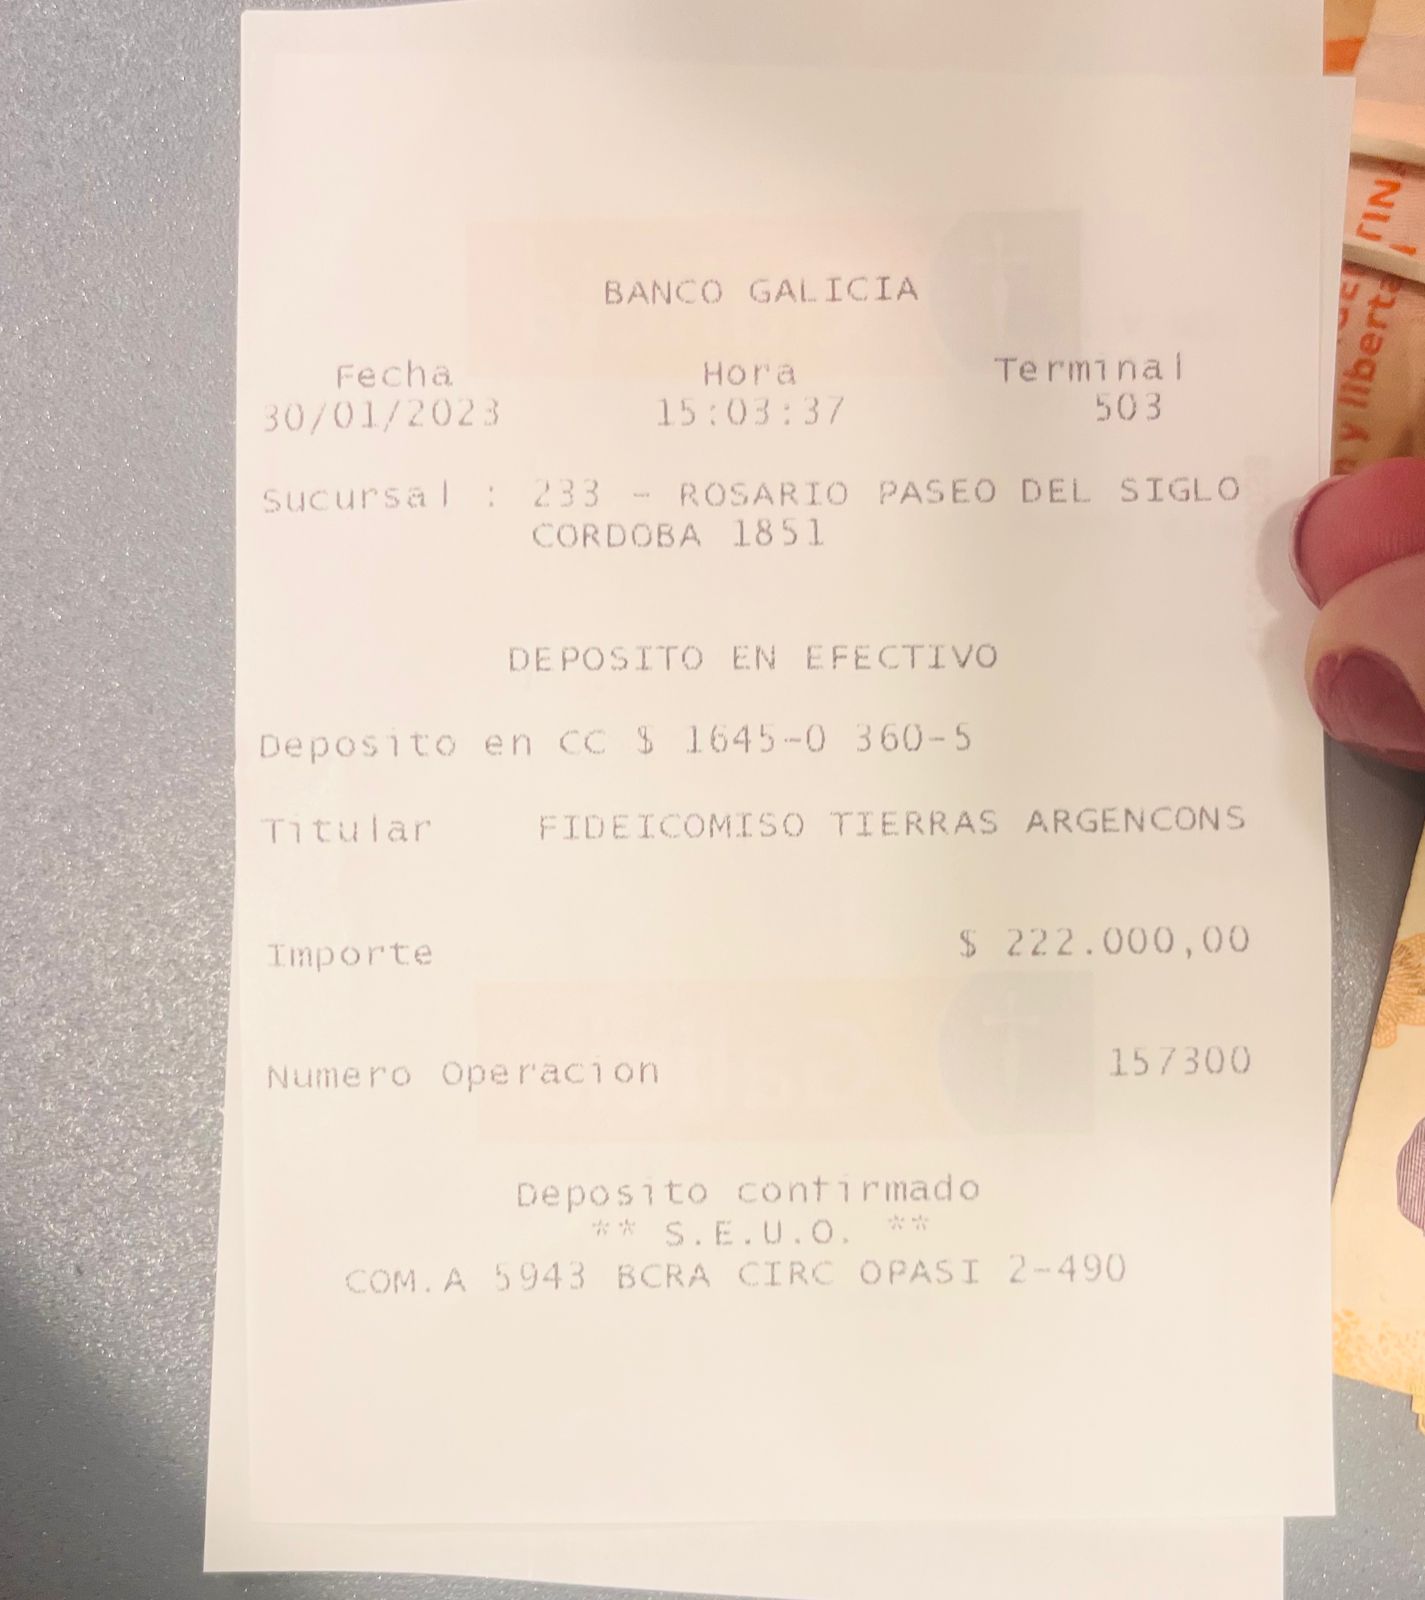 BANCO GALICIA
Fecha Hora Terminal
30/01/2023 15:03:37 503
Sucursal : 233 - ROSARIO PASEO DEL SIGLO
CORDOBA 1851
DEPOSITO EN EFECTIVO
Deposito en CC $ 1645-0 360-5
Titular FIDEICOMISO TIERRAS ARGENCONS
Importe $ 222.000,00
Numero Operacion 157300
Deposito confirmado
** S.E.U.O. **
COM.A 5943 BCRA CIRC OPASI 2-490
y libertad